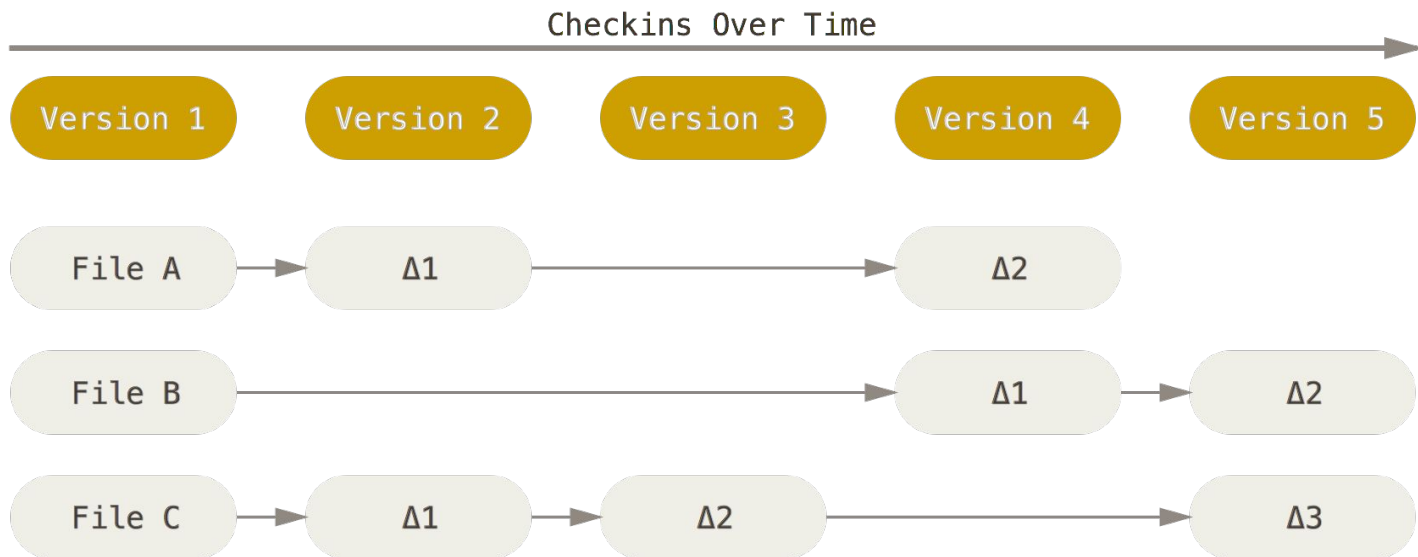 Checkins Over Time
Version 1 Version 2 Version 3 Version 4 Version 5
File A Δ1 Δ2
File B Δ1 Δ2
File C Δ1 Δ2 Δ3